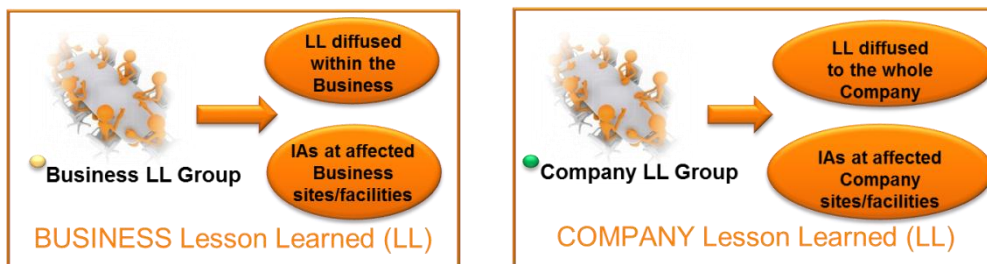 LL diffused
within the
Business
Business LL Group
IAs at affected
Business
sites/facilities
BUSINESS Lesson Learned (LL)
LL diffused
to the whole
Company
Company LL Group
IAs at affected
Company
sites/facilities
COMPANY Lesson Learned (LL)